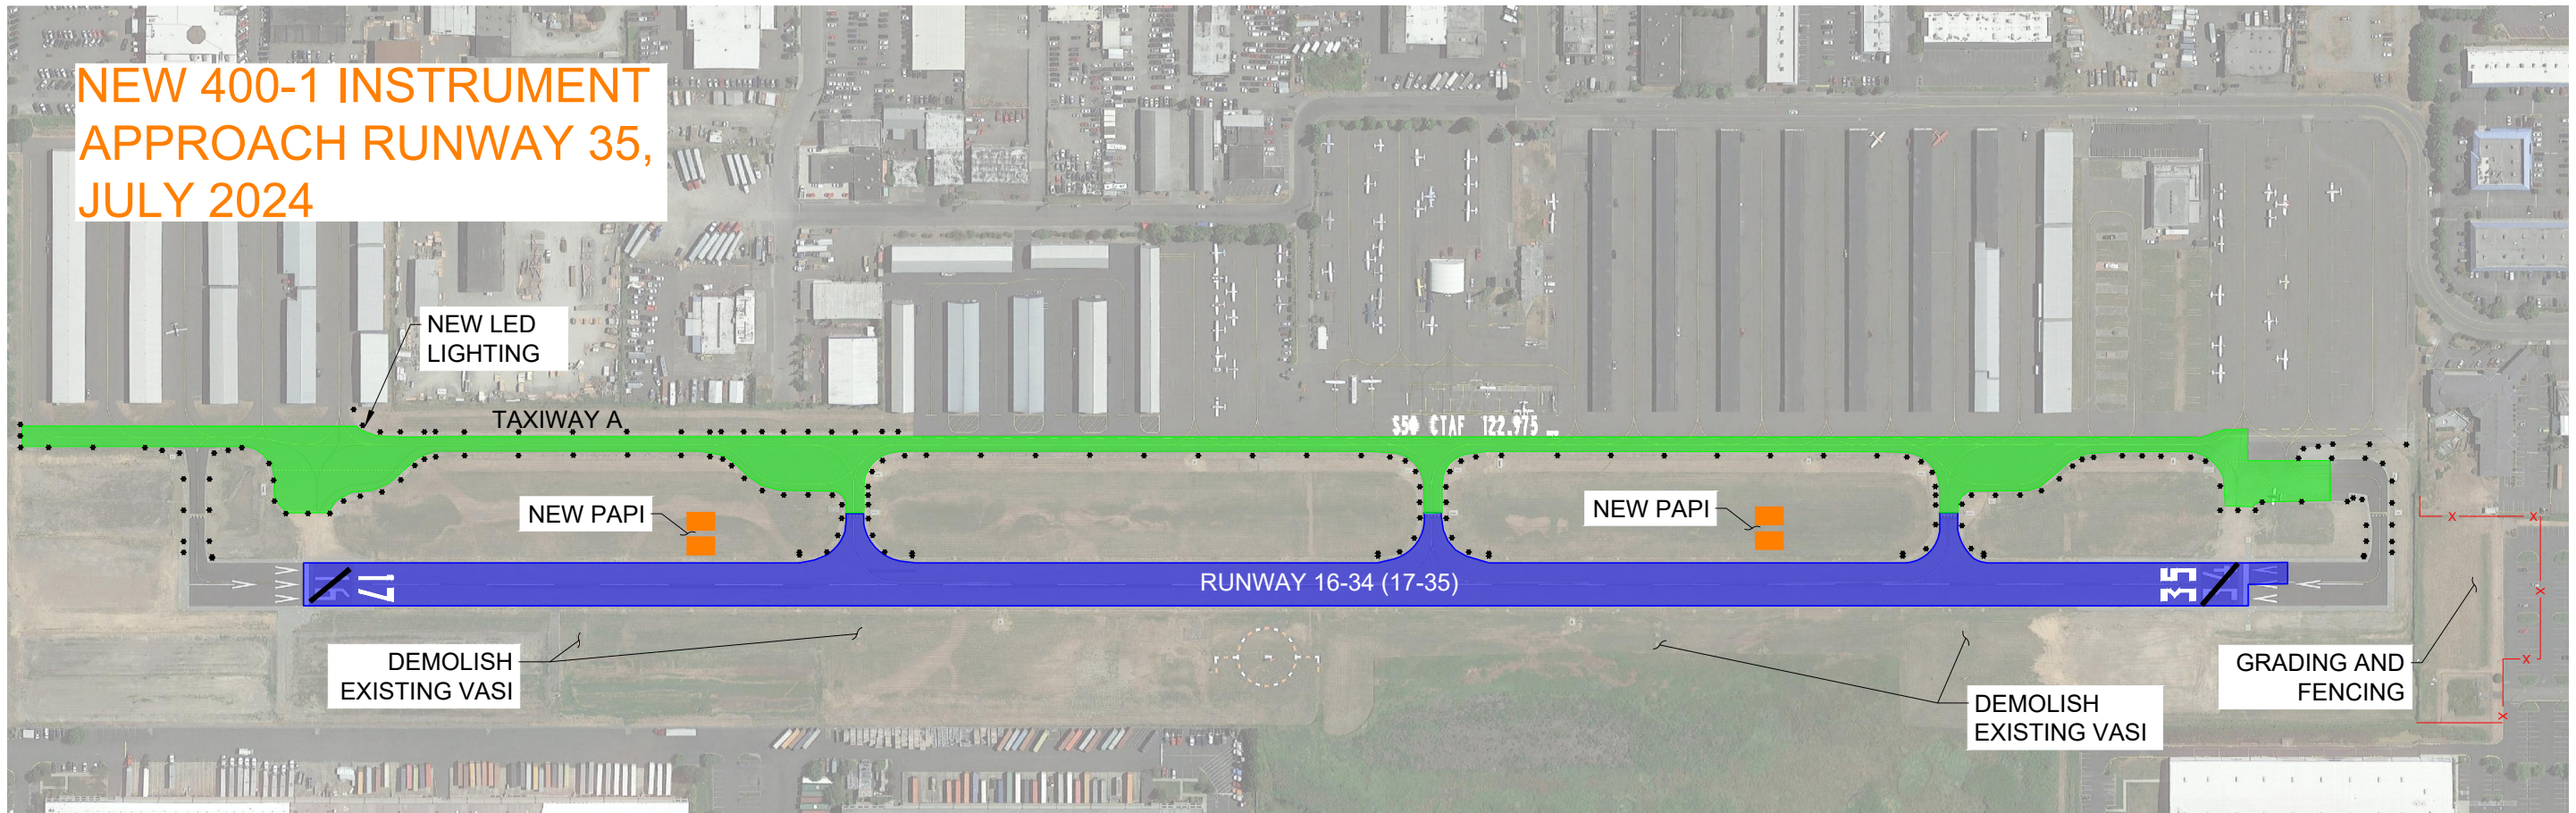 NEW 400-1 INSTRUMENT
APPROACH RUNWAY 35,
JULY 2024
NEW LED
LIGHTING
TAXIWAY A
S50 CTAF 122.975
NEW PAPI
NEW PAPI
17
RUNWAY 16-34 (17-35)
35
DEMOLISH
EXISTING VASI
DEMOLISH
EXISTING VASI
GRADING AND
FENCING
X
X
X
X
X